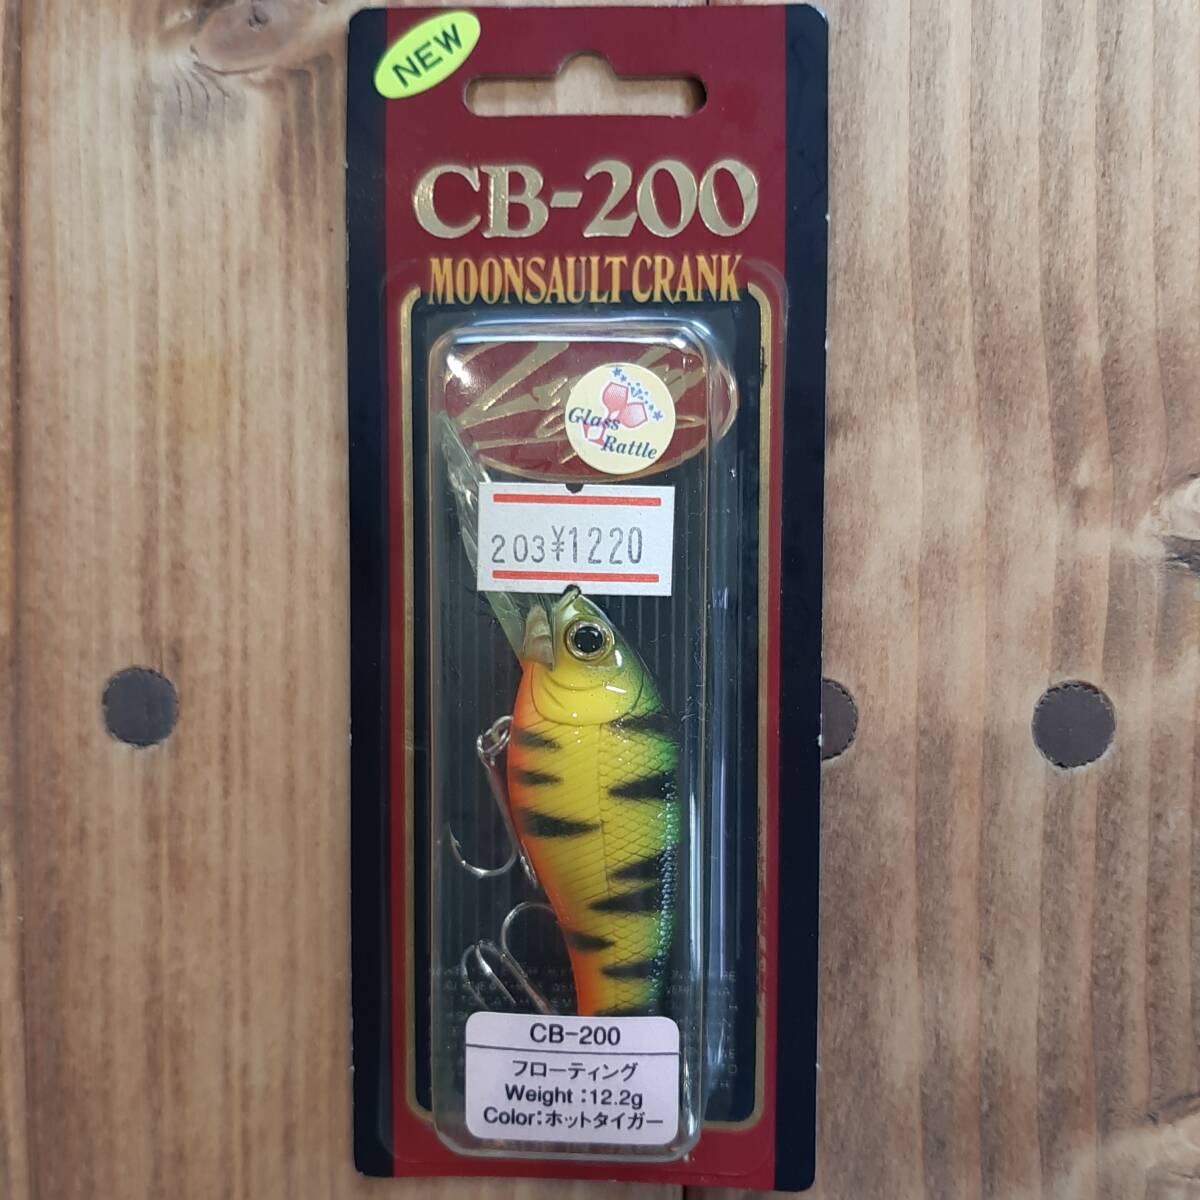 NEW
CB-200
MOONSAULT CRANK
Glass
Rattle
203¥1220
CB-200
フローティング
Weight :12.2g
Color:ホットタイガー